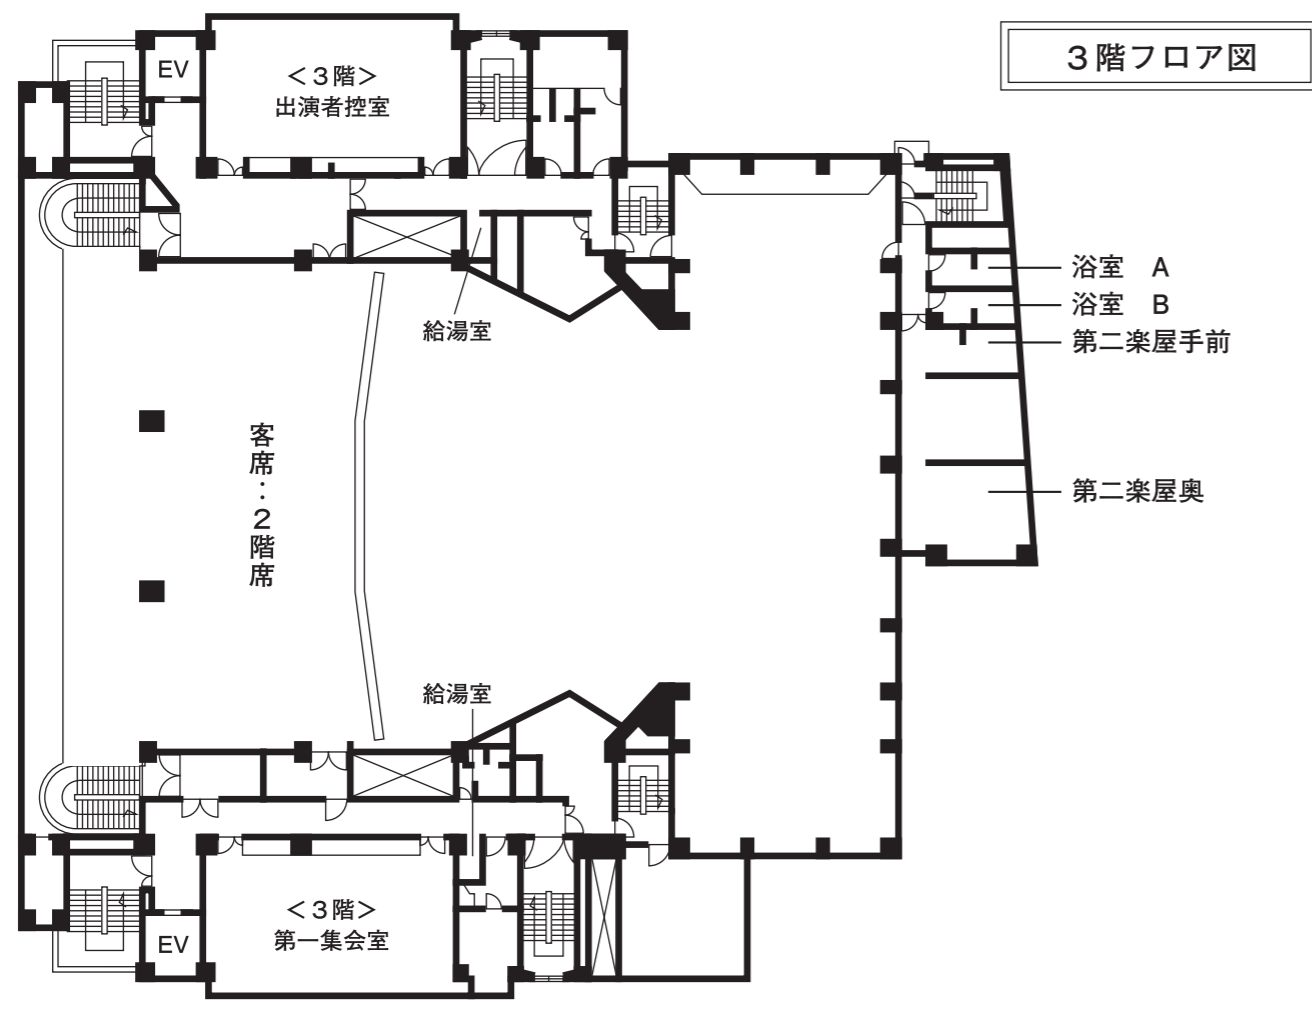 3階フロア図
EV
＜3階＞
出演者控室
浴室　A
浴室　B
給湯室
第二楽屋手前
客席：2階席
第二楽屋奥
給湯室
＜3階＞
第一集会室
EV